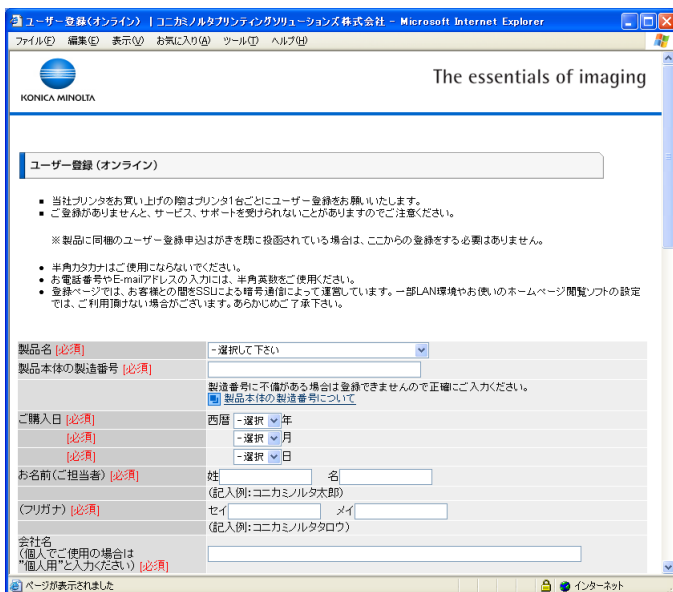 ユーザー登録(オンライン) | コニカミノルタプリンティングソリューションズ株式会社 - Microsoft Internet Explorer
ファイル(F) 編集(E) 表示(V) お気に入り(A) ツール(T) ヘルプ(H)
KONICA MINOLTA
The essentials of imaging
ユーザー登録 (オンライン)
■ 当社プリンタをお買い上げの際はプリンタ1台ごとにユーザー登録をお願いいたします。
■ ご登録がありませんと、サービス、サポートを受けられないことがありますのでご注意ください。
※製品に同梱のユーザー登録申込はがきを既に投函されている場合は、ここからの登録をする必要はありません。
■ 半角カタカナはご使用にならないでください。
■ お電話番号やE-mailアドレスの入力には、半角英数をご使用ください。
■ 登録ページでは、お客様との間をSSLによる暗号通信によって運営しています。一部LAN環境やお使いのホームページ閲覧ソフトの設定
では、ご利用頂けない場合がございます。あらかじめご了承下さい。
製品名 [必須] -選択して下さい
製品本体の製造番号 [必須]
製造番号に不備がある場合は登録できませんので正確にご入力ください。
製品本体の製造番号について
ご購入日 [必須] 西暦 -選択 年
[必須] -選択 月
[必須] -選択 日
お名前(ご担当者) [必須] 姓 名
(記入例:コニカミノルタ太郎)
(フリガナ) [必須] セイ メイ
(記入例:コニカミノルタタロウ)
会社名
(個人でご使用の場合は
"個人用"と入力ください) [必須]
ページが表示されました インターネット